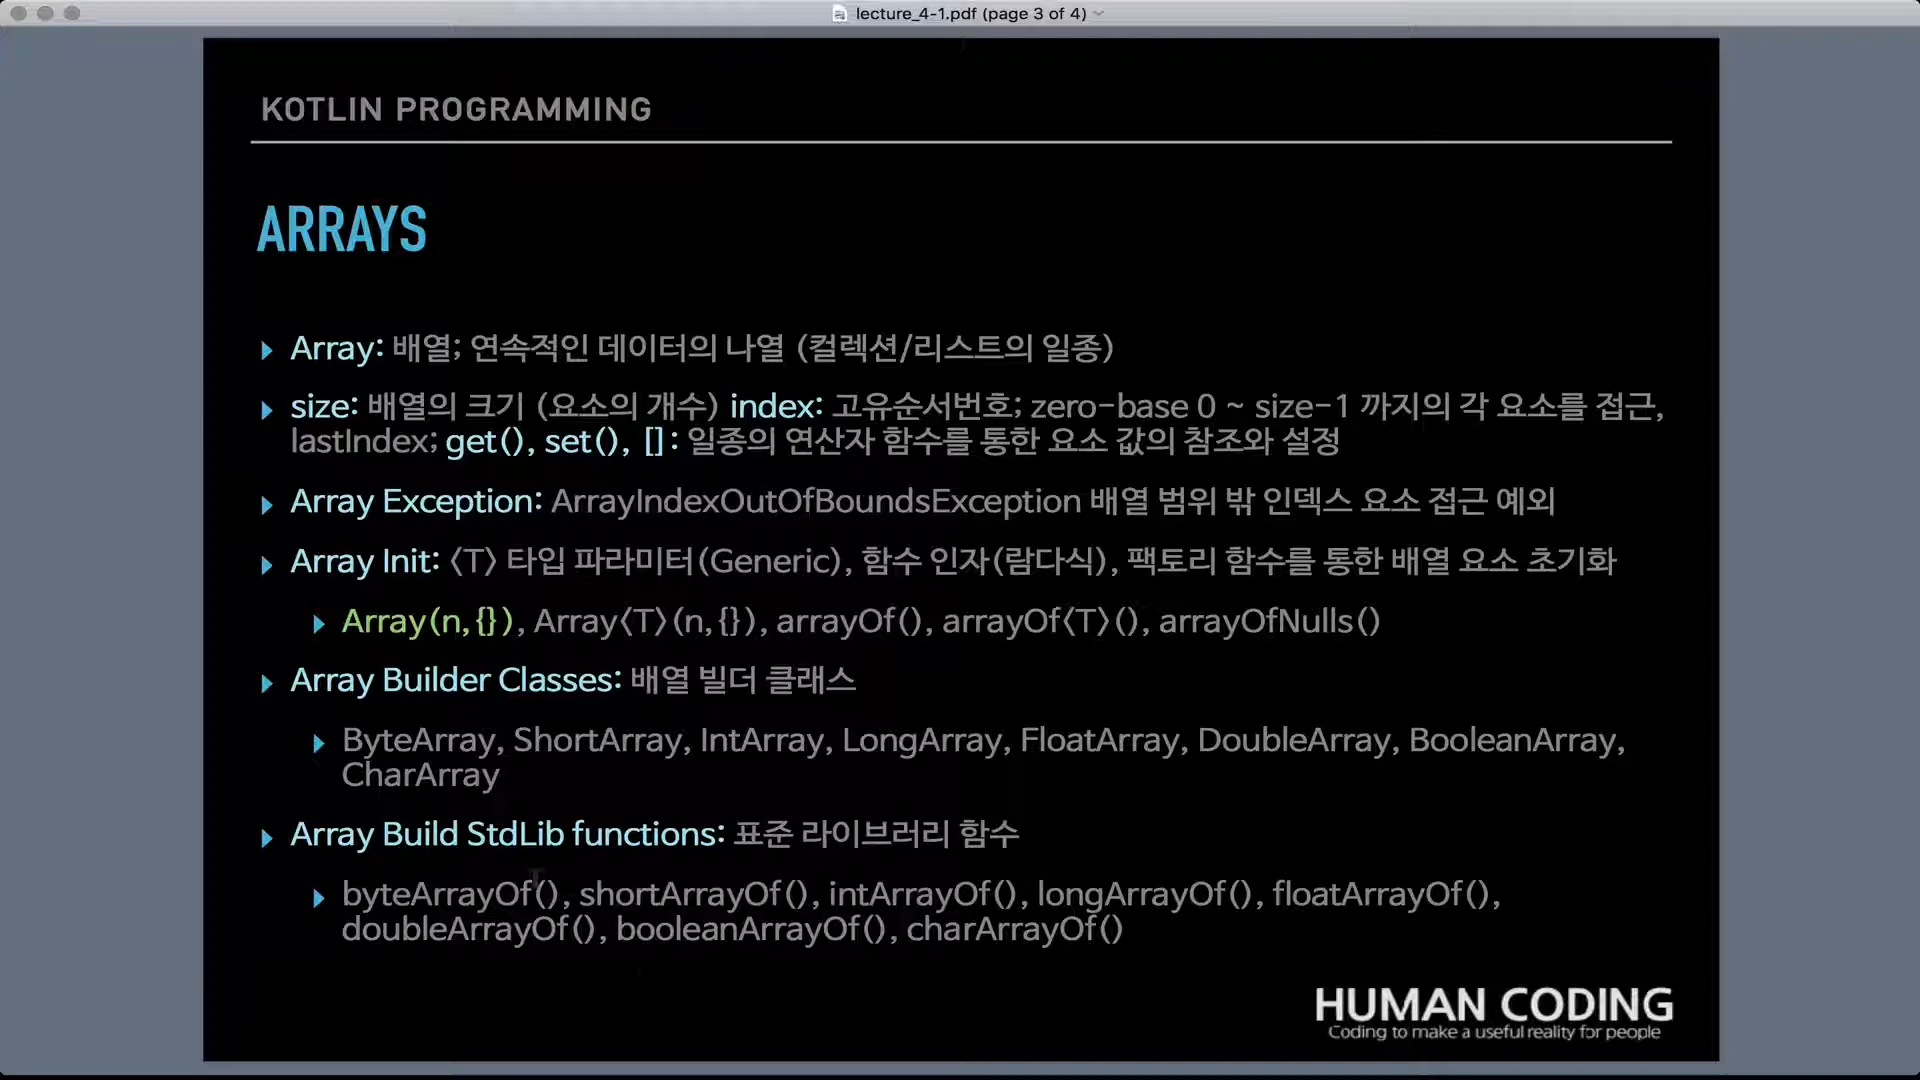 lecture_4-1.pdf (page 3 of 4)
KOTLIN PROGRAMMING
ARRAYS
Array: 배열; 연속적인 데이터의 나열 (컬렉션/리스트의 일종)
size: 배열의 크기 (요소의 개수) index: 고유순서번호; zero-base 0 ~ size-1 까지의 각 요소를 접근,
lastIndex; get(), set(), []: 일종의 연산자 함수를 통한 요소 값의 참조와 설정
Array Exception: ArrayIndexOutOfBoundsException 배열 범위 밖 인덱스 요소 접근 예외
Array Init: 〈T〉 타입 파라미터(Generic), 함수 인자(람다식), 팩토리 함수를 통한 배열 요소 초기화
Array(n,{}), Array〈T〉(n,{}), arrayOf(), arrayOf〈T〉(), arrayOfNulls()
Array Builder Classes: 배열 빌더 클래스
ByteArray, ShortArray, IntArray, LongArray, FloatArray, DoubleArray, BooleanArray,
CharArray
Array Build StdLib functions: 표준 라이브러리 함수
byteArrayOf(), shortArrayOf(), intArrayOf(), longArrayOf(), floatArrayOf(),
doubleArrayOf(), booleanArrayOf(), charArrayOf()
HUMAN CODING
Coding to make a useful reality for people